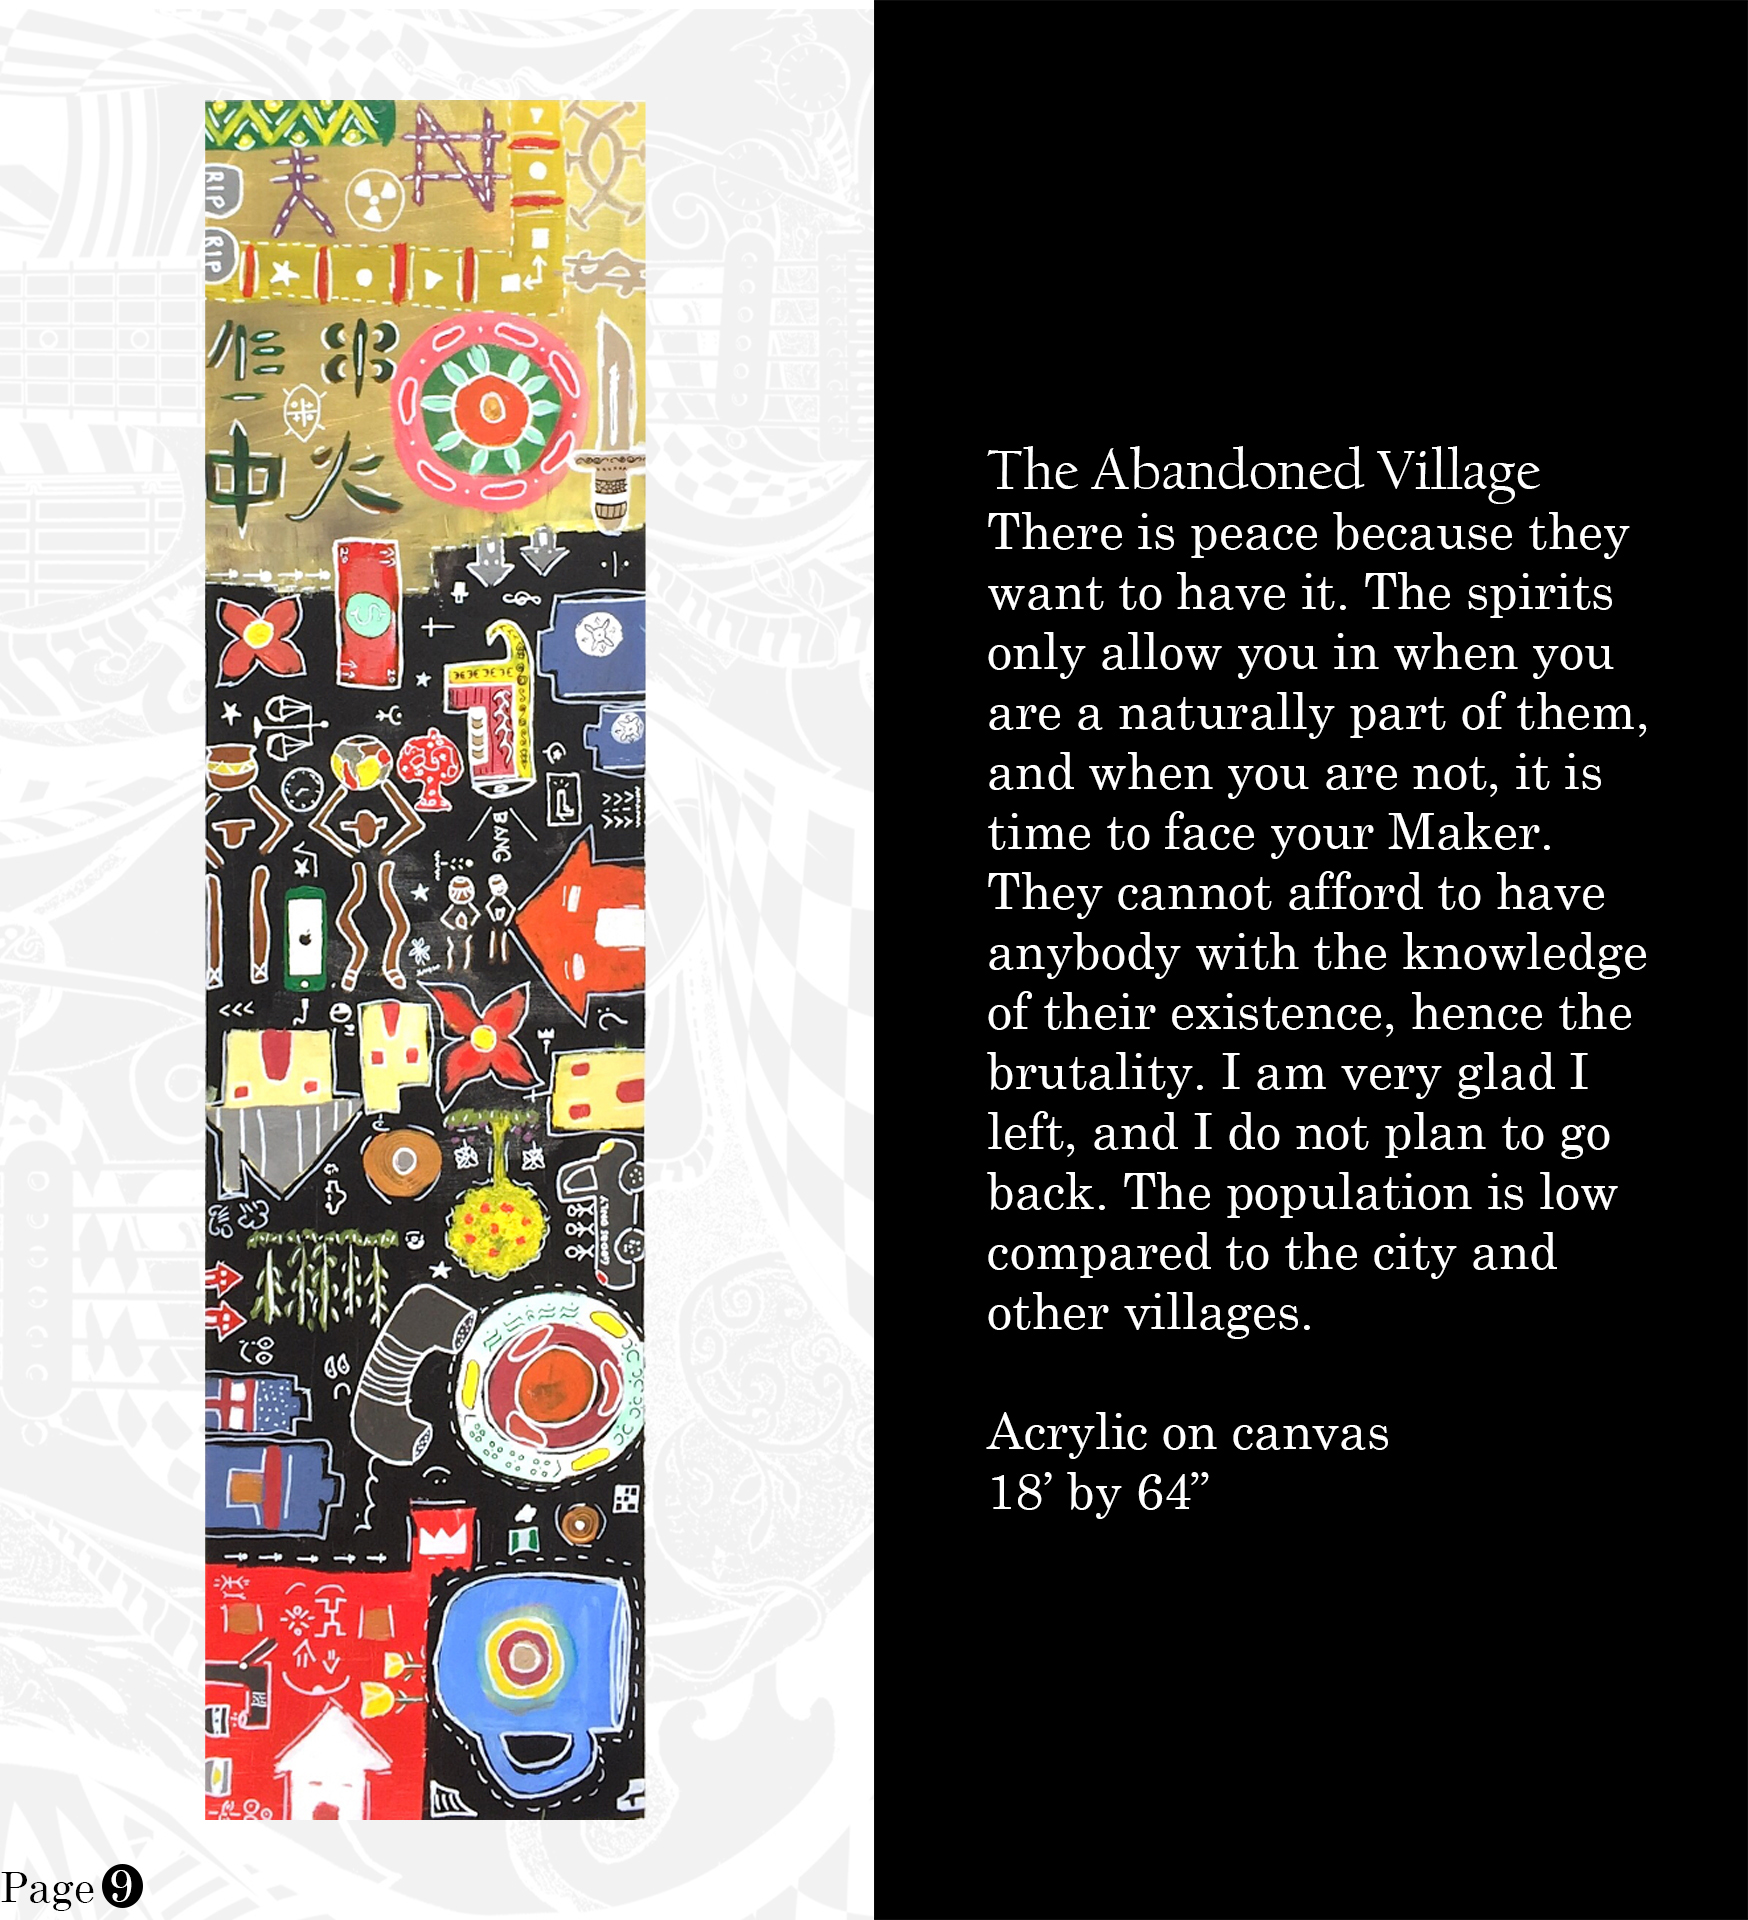 RIP
RIP
中
火
20
20
BANG
The Abandoned Village
There is peace because they
want to have it. The spirits
only allow you in when you
are a naturally part of them,
and when you are not, it is
time to face your Maker.
They cannot afford to have
anybody with the knowledge
of their existence, hence the
brutality. I am very glad I
left, and I do not plan to go
back. The population is low
compared to the city and
other villages.
Acrylic on canvas
18’ by 64”
Page 9